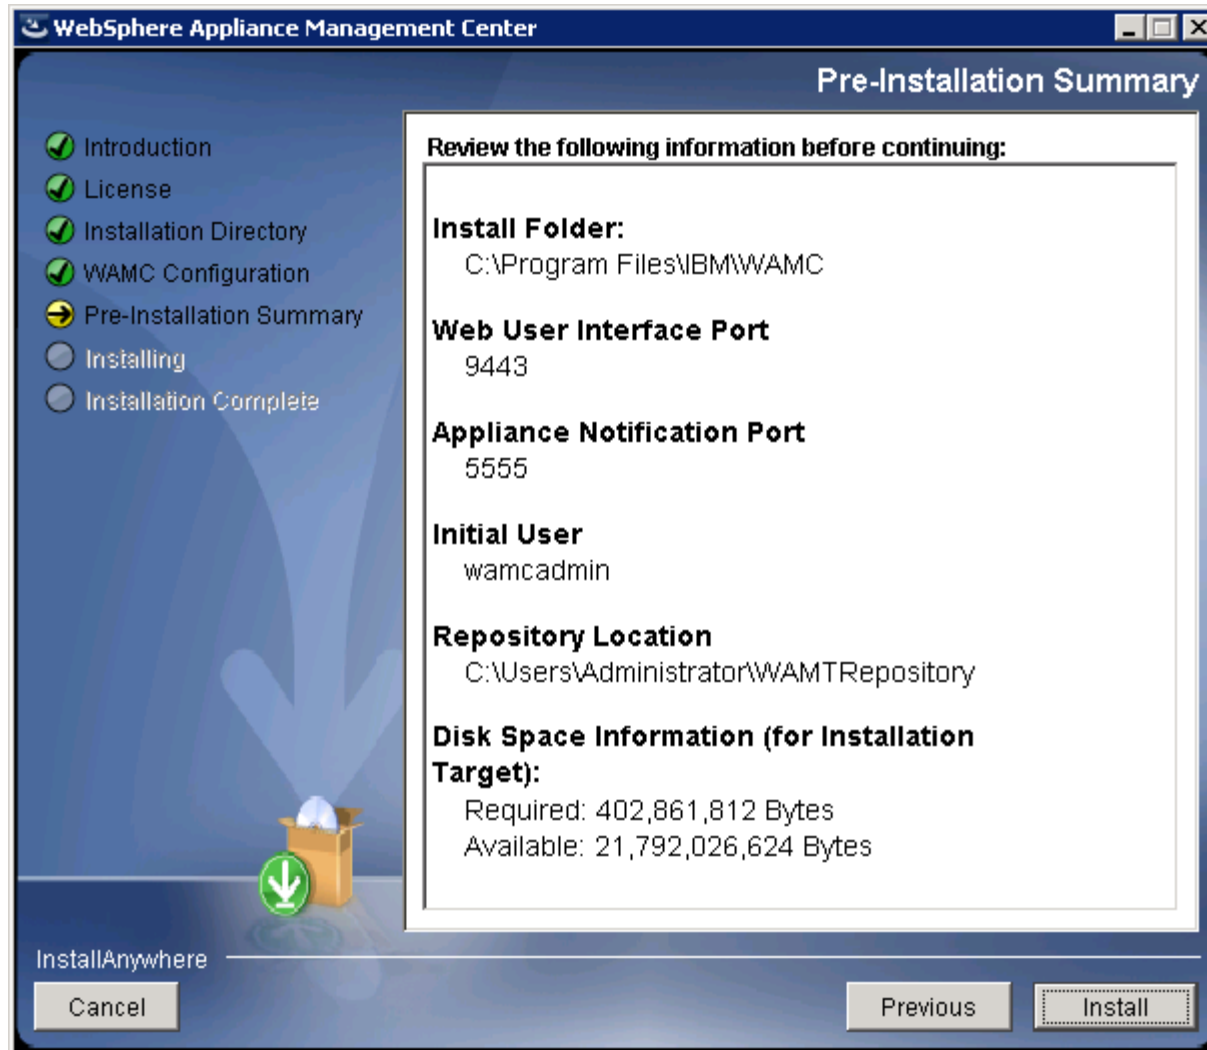 WebSphere Appliance Management Center
Pre-Installation Summary
Introduction
License
Installation Directory
WAMC Configuration
Pre-Installation Summary
Installing
Installation Complete
Review the following information before continuing:
Install Folder:
C:\Program Files\IBM\WAMC
Web User Interface Port
9443
Appliance Notification Port
5555
Initial User
wamcadmin
Repository Location
C:\Users\Administrator\WAMTRepository
Disk Space Information (for Installation
Target):
Required: 402,861,812 Bytes
Available: 21,792,026,624 Bytes
InstallAnywhere
Cancel
Previous
Install